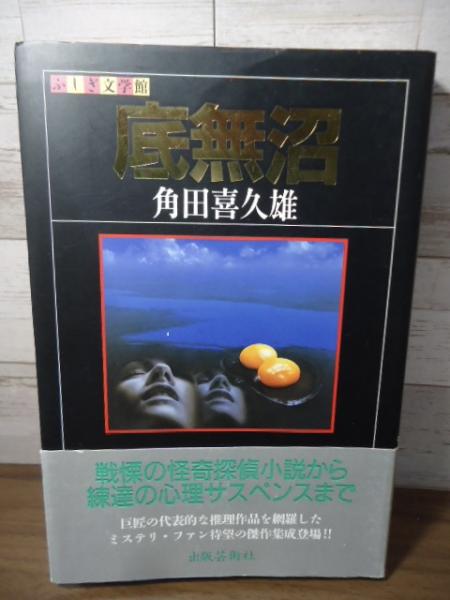 ふしぎ文学館
底無沼
角田喜久雄
戦慄の怪奇探偵小説から
練達の心理サスペンスまで
巨匠の代表的な推理作品を網羅した
ミステリ・ファン待望の傑作集成登場!!
出版芸術社